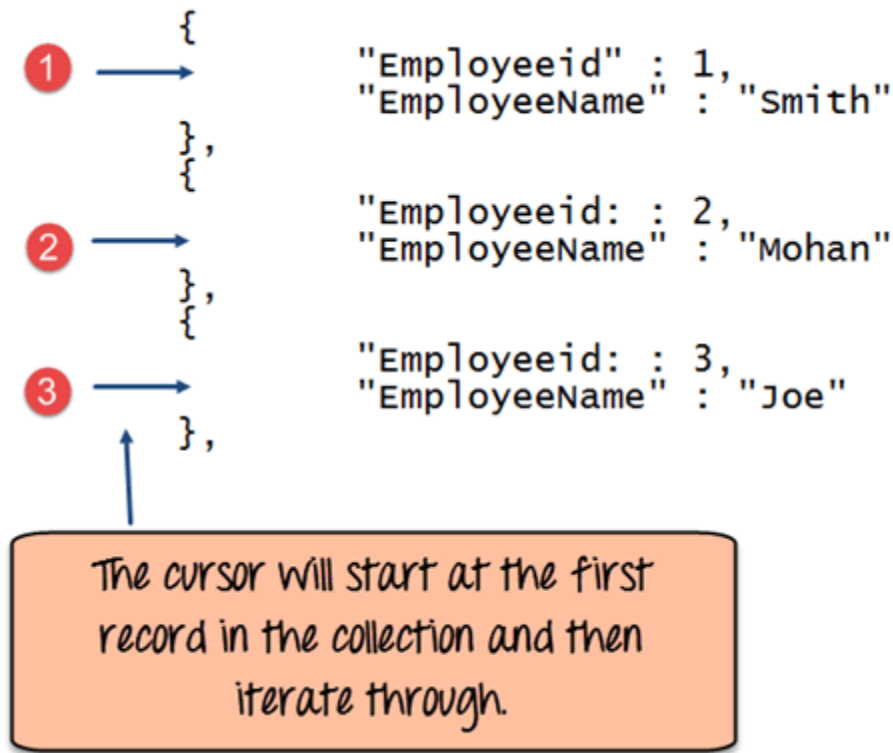 {
1 "Employeeid" : 1,
"EmployeeName" : "Smith"
},
{
"Employeeid: : 2,
2 "EmployeeName" : "Mohan"
},
{
"Employeeid: : 3,
3 "EmployeeName" : "Joe"
},
The cursor will start at the first
record in the collection and then
iterate through.